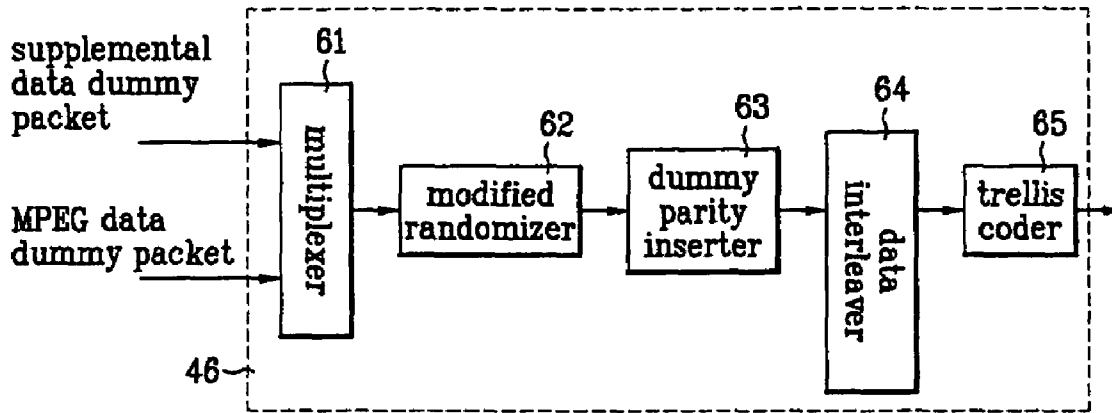 supplemental
data dummy
packet
MPEG data
dummy packet
46
61
multiplexer
62
modified
randomizer
63
dummy
parity
inserter
64
data
interleaver
65
trellis
coder